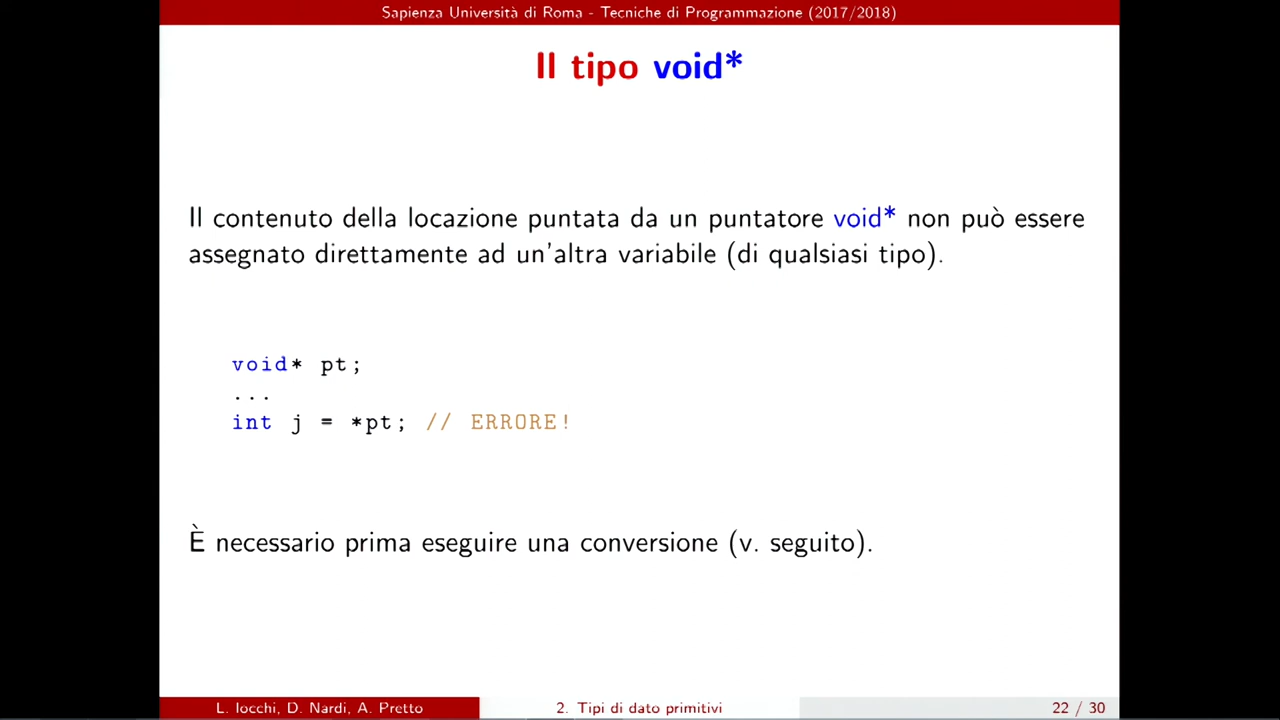 Sapienza Università di Roma - Tecniche di Programmazione (2017/2018)
Il tipo void*
Il contenuto della locazione puntata da un puntatore void* non può essere
assegnato direttamente ad un'altra variabile (di qualsiasi tipo).
void* pt;
...
int j = *pt; // ERRORE!
È necessario prima eseguire una conversione (v. seguito).
L. Iocchi, D. Nardi, A. Pretto
2. Tipi di dato primitivi
22 / 30